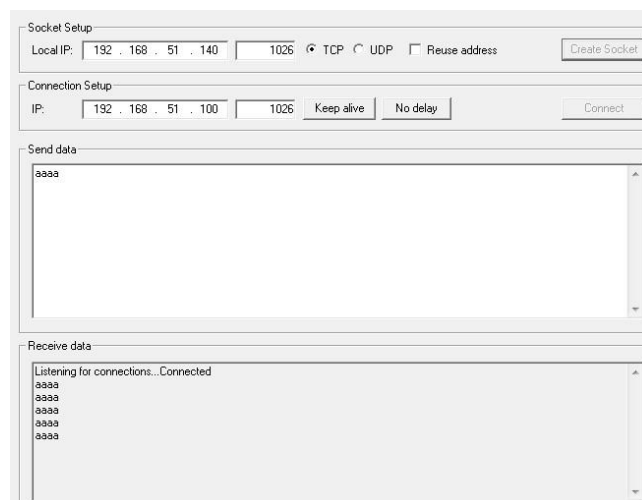 Socket Setup
Local IP: 192 . 168 . 51 . 140 1026 TCP UDP Reuse address Create Socket
Connection Setup
IP: 192 . 168 . 51 . 100 1026 Keep alive No delay Connect
Send data
aaaa
Receive data
Listening for connections...Connected
aaaa
aaaa
aaaa
aaaa
aaaa